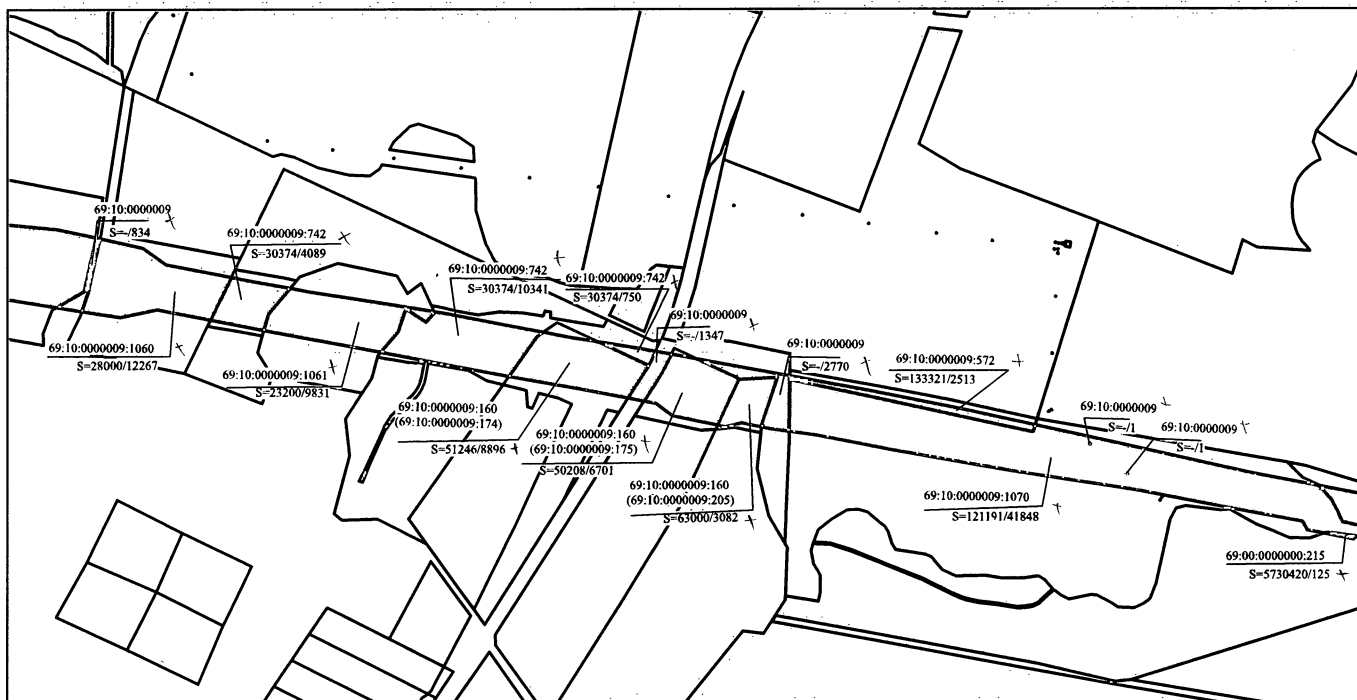 69:10:0000009
S=-/834
69:10:0000009:742
S=30374/4089
69:10:0000009:742
S=30374/10341
69:10:0000009:742
S=30374/750
69:10:0000009
S=-/1347
69:10:0000009
S=-/2770
69:10:0000009:572
S=133321/2513
69:10:0000009
S=-/1
69:10:0000009
S=-/1
69:10:0000009:1060
S=28000/12267
69:10:0000009:1061
S=23200/9831
69:10:0000009:160
(69:10:0000009:174)
S=51246/8896
69:10:0000009:160
(69:10:0000009:175)
S=50208/6701
69:10:0000009:160
(69:10:0000009:205)
S=63000/3082
69:10:0000009:1070
S=121191/41848
69:00:0000000:215
S=5730420/125